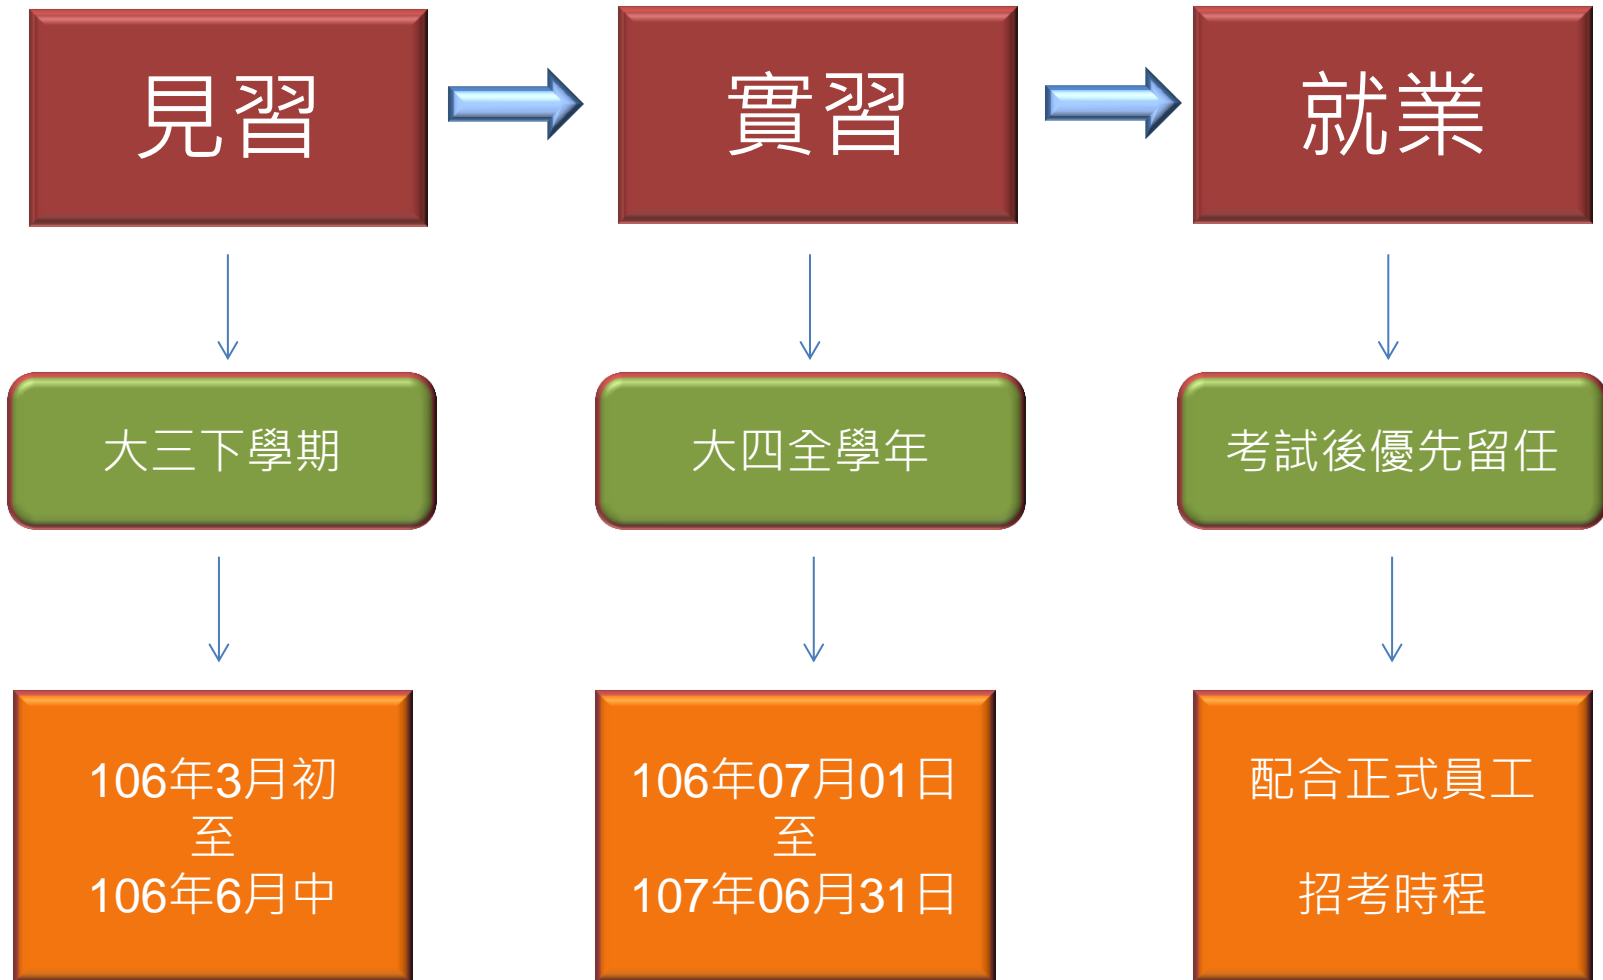 見習
實習
就業
大三下學期
大四全學年
考試後優先留任
106年3月初
至
106年6月中
106年07月01日
至
107年06月31日
配合正式員工
招考時程